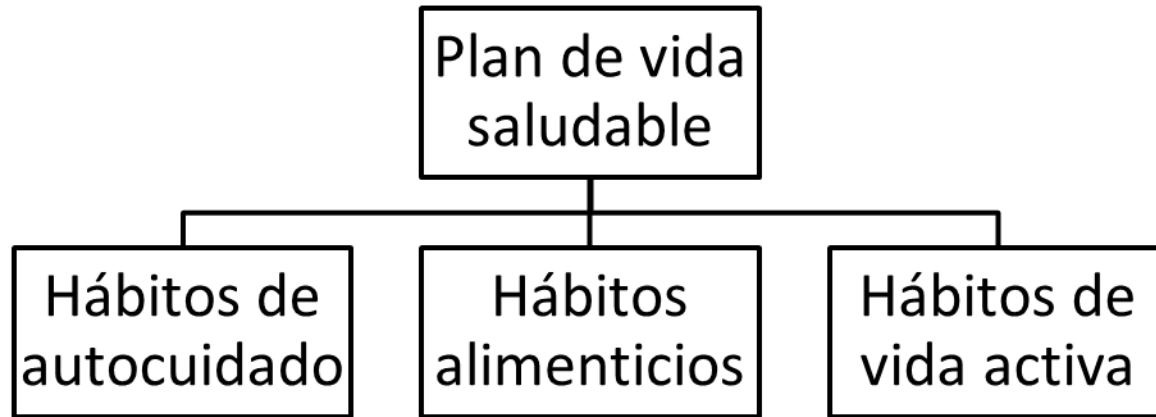 Plan de vida
saludable
Hábitos de
autocuidado
Hábitos
alimenticios
Hábitos de
vida activa